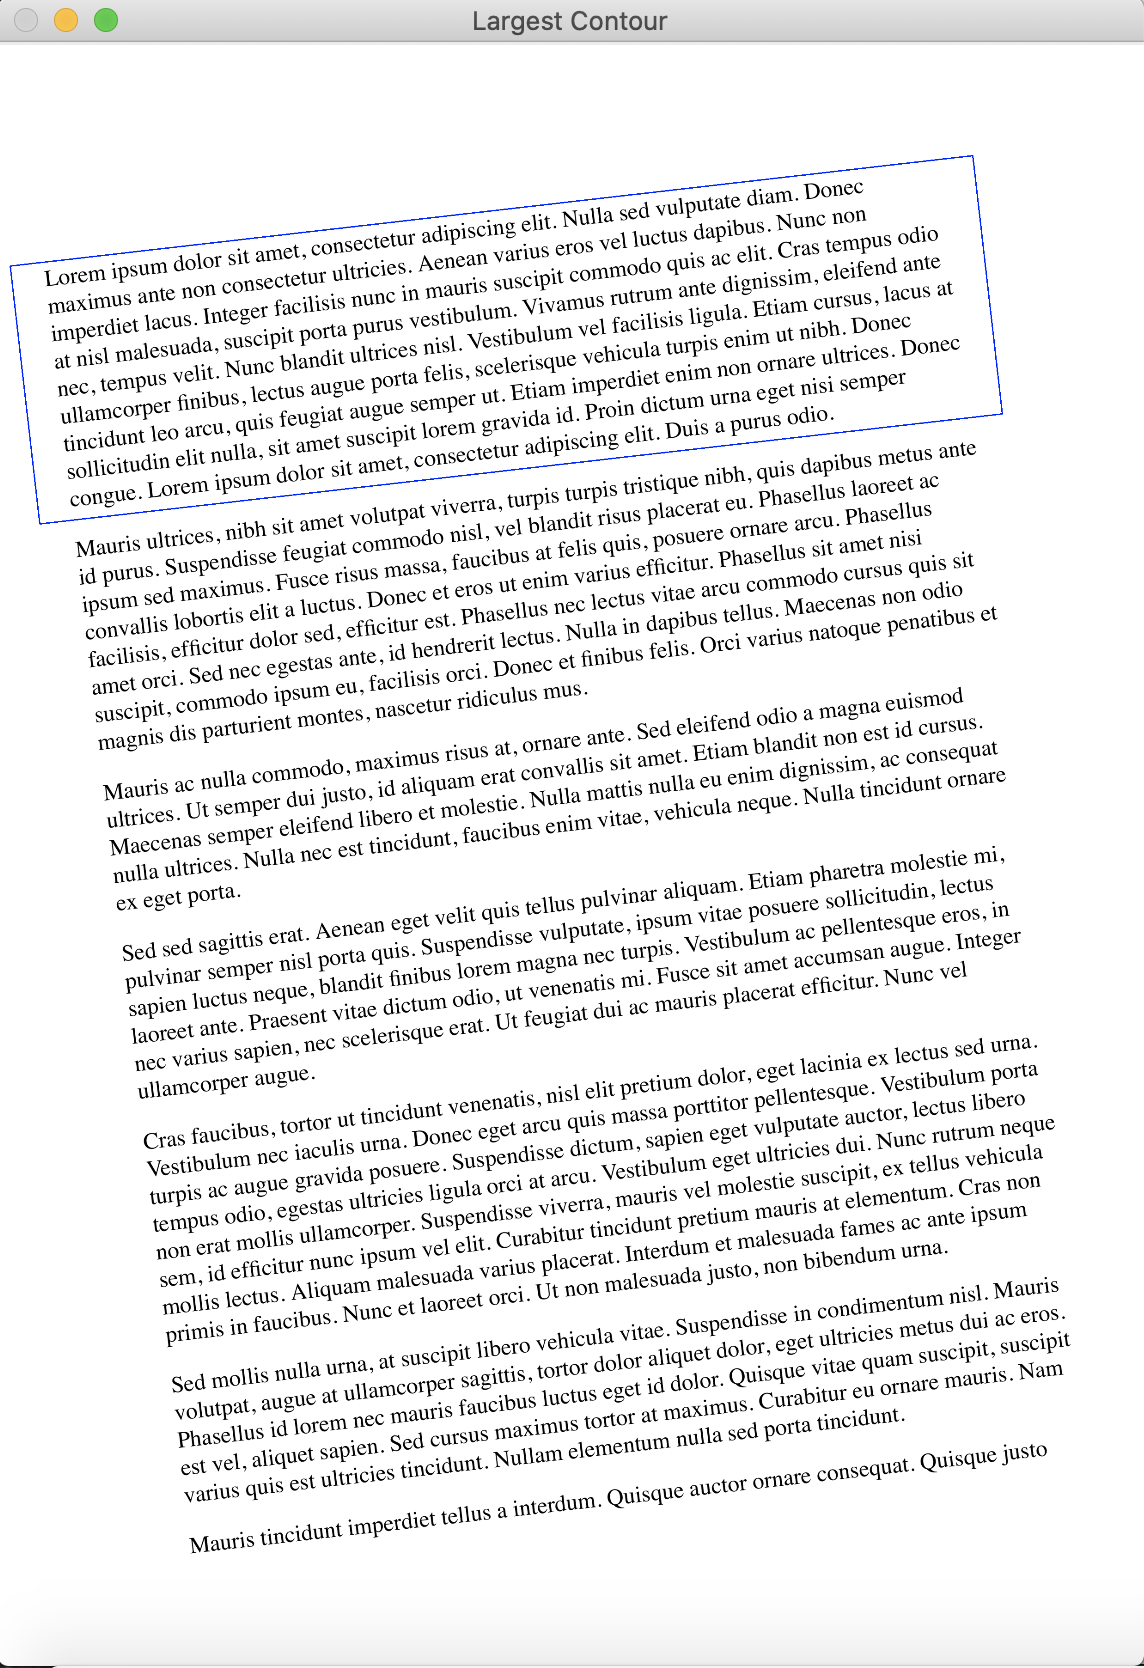 Largest Contour
Lorem ipsum dolor sit amet, consectetur adipiscing elit. Nulla sed vulputate diam. Donec
maximus ante non consectetur ultricies. Aenean varius eros vel luctus dapibus. Nunc non
imperdiet lacus. Integer facilisis nunc in mauris suscipit commodo quis ac elit. Cras tempus odio
at nisl malesuada, suscipit porta purus vestibulum. Vivamus rutrum ante dignissim, eleifend ante
nec, tempus velit. Nunc blandit ultrices nisl. Vestibulum vel facilisis ligula. Etiam cursus, lacus at
ullamcorper finibus, lectus augue porta felis, scelerisque vehicula turpis enim ut nibh. Donec
tincidunt leo arcu, quis feugiat augue semper ut. Etiam imperdiet enim non ornare ultrices. Donec
sollicitudin elit nulla, sit amet suscipit lorem gravida id. Proin dictum urna eget nisi semper
congue. Lorem ipsum dolor sit amet, consectetur adipiscing elit. Duis a purus odio.
Mauris ultrices, nibh sit amet volutpat viverra, turpis turpis tristique nibh, quis dapibus metus ante
id purus. Suspendisse feugiat commodo nisl, vel blandit risus placerat eu. Phasellus laoreet ac
ipsum sed maximus. Fusce risus massa, faucibus at felis quis, posuere ornare arcu. Phasellus
convallis lobortis elit a luctus. Donec et eros ut enim varius efficitur. Phasellus sit amet nisi
facilisis, efficitur dolor sed, efficitur est. Phasellus nec lectus vitae arcu commodo cursus quis sit
amet orci. Sed nec egestas ante, id hendrerit lectus. Nulla in dapibus tellus. Maecenas non odio
suscipit, commodo ipsum eu, facilisis orci. Donec et finibus felis. Orci varius natoque penatibus et
magnis dis parturient montes, nascetur ridiculus mus.
Mauris ac nulla commodo, maximus risus at, ornare ante. Sed eleifend odio a magna euismod
ultrices. Ut semper dui justo, id aliquam erat convallis sit amet. Etiam blandit non est id cursus.
Maecenas semper eleifend libero et molestie. Nulla mattis nulla eu enim dignissim, ac consequat
nulla ultrices. Nulla nec est tincidunt, faucibus enim vitae, vehicula neque. Nulla tincidunt ornare
ex eget porta.
Sed sed sagittis erat. Aenean eget velit quis tellus pulvinar aliquam. Etiam pharetra molestie mi,
pulvinar semper nisl porta quis. Suspendisse vulputate, ipsum vitae posuere sollicitudin, lectus
sapien luctus neque, blandit finibus lorem magna nec turpis. Vestibulum ac pellentesque eros, in
laoreet ante. Praesent vitae dictum odio, ut venenatis mi. Fusce sit amet accumsan augue. Integer
nec varius sapien, nec scelerisque erat. Ut feugiat dui ac mauris placerat efficitur. Nunc vel
ullamcorper augue.
Cras faucibus, tortor ut tincidunt venenatis, nisl elit pretium dolor, eget lacinia ex lectus sed urna.
Vestibulum nec iaculis urna. Donec eget arcu quis massa porttitor pellentesque. Vestibulum porta
turpis ac augue gravida posuere. Suspendisse dictum, sapien eget vulputate auctor, lectus libero
tempus odio, egestas ultricies ligula orci at arcu. Vestibulum eget ultricies dui. Nunc rutrum neque
non erat mollis ullamcorper. Suspendisse viverra, mauris vel molestie suscipit, ex tellus vehicula
sem, id efficitur nunc ipsum vel elit. Curabitur tincidunt pretium mauris at elementum. Cras non
mollis lectus. Aliquam malesuada varius placerat. Interdum et malesuada fames ac ante ipsum
primis in faucibus. Nunc et laoreet orci. Ut non malesuada justo, non bibendum urna.
Sed mollis nulla urna, at suscipit libero vehicula vitae. Suspendisse in condimentum nisl. Mauris
volutpat, augue at ullamcorper sagittis, tortor dolor aliquet dolor, eget ultricies metus dui ac eros.
Phasellus id lorem nec mauris faucibus luctus eget id dolor. Quisque vitae quam suscipit, suscipit
est vel, aliquet sapien. Sed cursus maximus tortor at maximus. Curabitur eu ornare mauris. Nam
varius quis est ultricies tincidunt. Nullam elementum nulla sed porta tincidunt.
Mauris tincidunt imperdiet tellus a interdum. Quisque auctor ornare consequat. Quisque justo